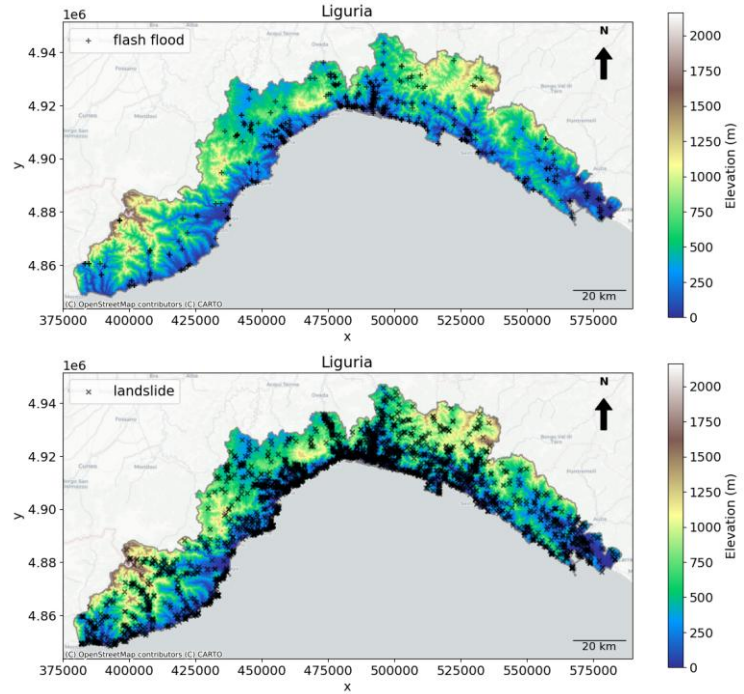 Liguria
1e6
+ flash flood
N
4.94
4.92
4.90
4.88
4.86
y
20 km
(C) OpenStreetMap contributors (C) CARTO
375000 400000 425000 450000 475000 500000 525000 550000 575000
x
2000
1750
1500
1250
1000
750
500
250
0
Elevation (m)
Liguria
1e6
× landslide
N
4.94
4.92
4.90
4.88
4.86
y
20 km
(C) OpenStreetMap contributors (C) CARTO
375000 400000 425000 450000 475000 500000 525000 550000 575000
x
2000
1750
1500
1250
1000
750
500
250
0
Elevation (m)